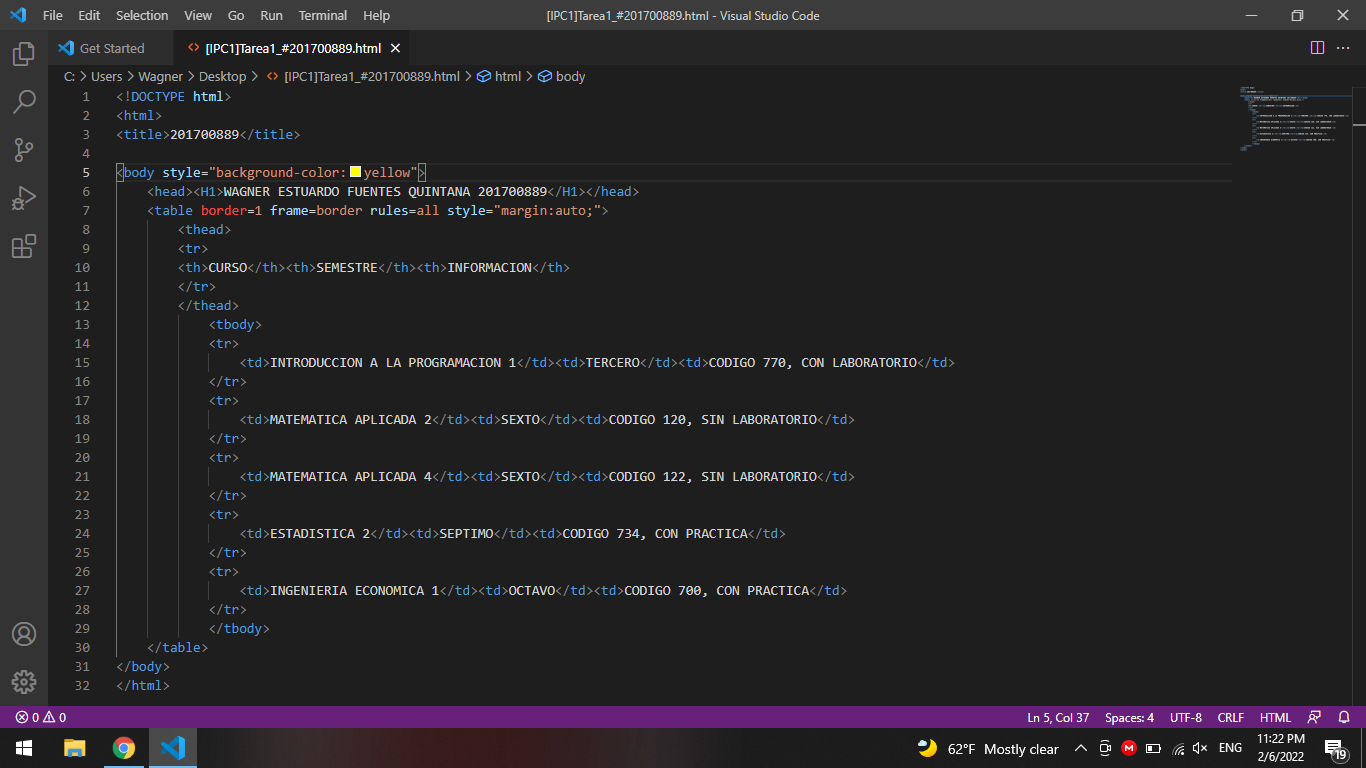 File Edit Selection View Go Run Terminal Help [IPC1]Tarea1_#201700889.html - Visual Studio Code
Get Started [IPC1]Tarea1_#201700889.html
C: > Users > Wagner > Desktop > [IPC1]Tarea1_#201700889.html > html > body
1 <!DOCTYPE html>
2 <html>
3 <title>201700889</title>
4
5 <body style="background-color: yellow">
6 <head><H1>WAGNER ESTUARDO FUENTES QUINTANA 201700889</H1></head>
7 <table border=1 frame=border rules=all style="margin:auto;">
8 <thead>
9 <tr>
10 <th>CURSO</th><th>SEMESTRE</th><th>INFORMACION</th>
11 </tr>
12 </thead>
13 <tbody>
14 <tr>
15 <td>INTRODUCCION A LA PROGRAMACION 1</td><td>TERCERO</td><td>CODIGO 770, CON LABORATORIO</td>
16 </tr>
17 <tr>
18 <td>MATEMATICA APLICADA 2</td><td>SEXTO</td><td>CODIGO 120, SIN LABORATORIO</td>
19 </tr>
20 <tr>
21 <td>MATEMATICA APLICADA 4</td><td>SEXTO</td><td>CODIGO 122, SIN LABORATORIO</td>
22 </tr>
23 <tr>
24 <td>ESTADISTICA 2</td><td>SEPTIMO</td><td>CODIGO 734, CON PRACTICA</td>
25 </tr>
26 <tr>
27 <td>INGENIERIA ECONOMICA 1</td><td>OCTAVO</td><td>CODIGO 700, CON PRACTICA</td>
28 </tr>
29 </tbody>
30 </table>
31 </body>
32 </html>
0 0 Ln 5, Col 37 Spaces: 4 UTF-8 CRLF HTML
62°F Mostly clear ENG 11:22 PM
2/6/2022 19